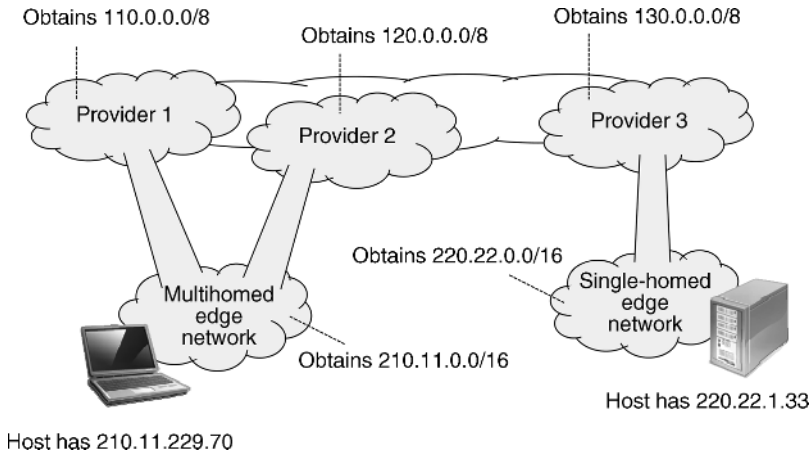 Obtains 110.0.0.0/8
Obtains 120.0.0.0/8
Obtains 130.0.0.0/8
Provider 1
Provider 2
Provider 3
Obtains 220.22.0.0/16
Multihomed
edge
network
Single-homed
edge
network
Obtains 210.11.0.0/16
Host has 220.22.1.33
Host has 210.11.229.70